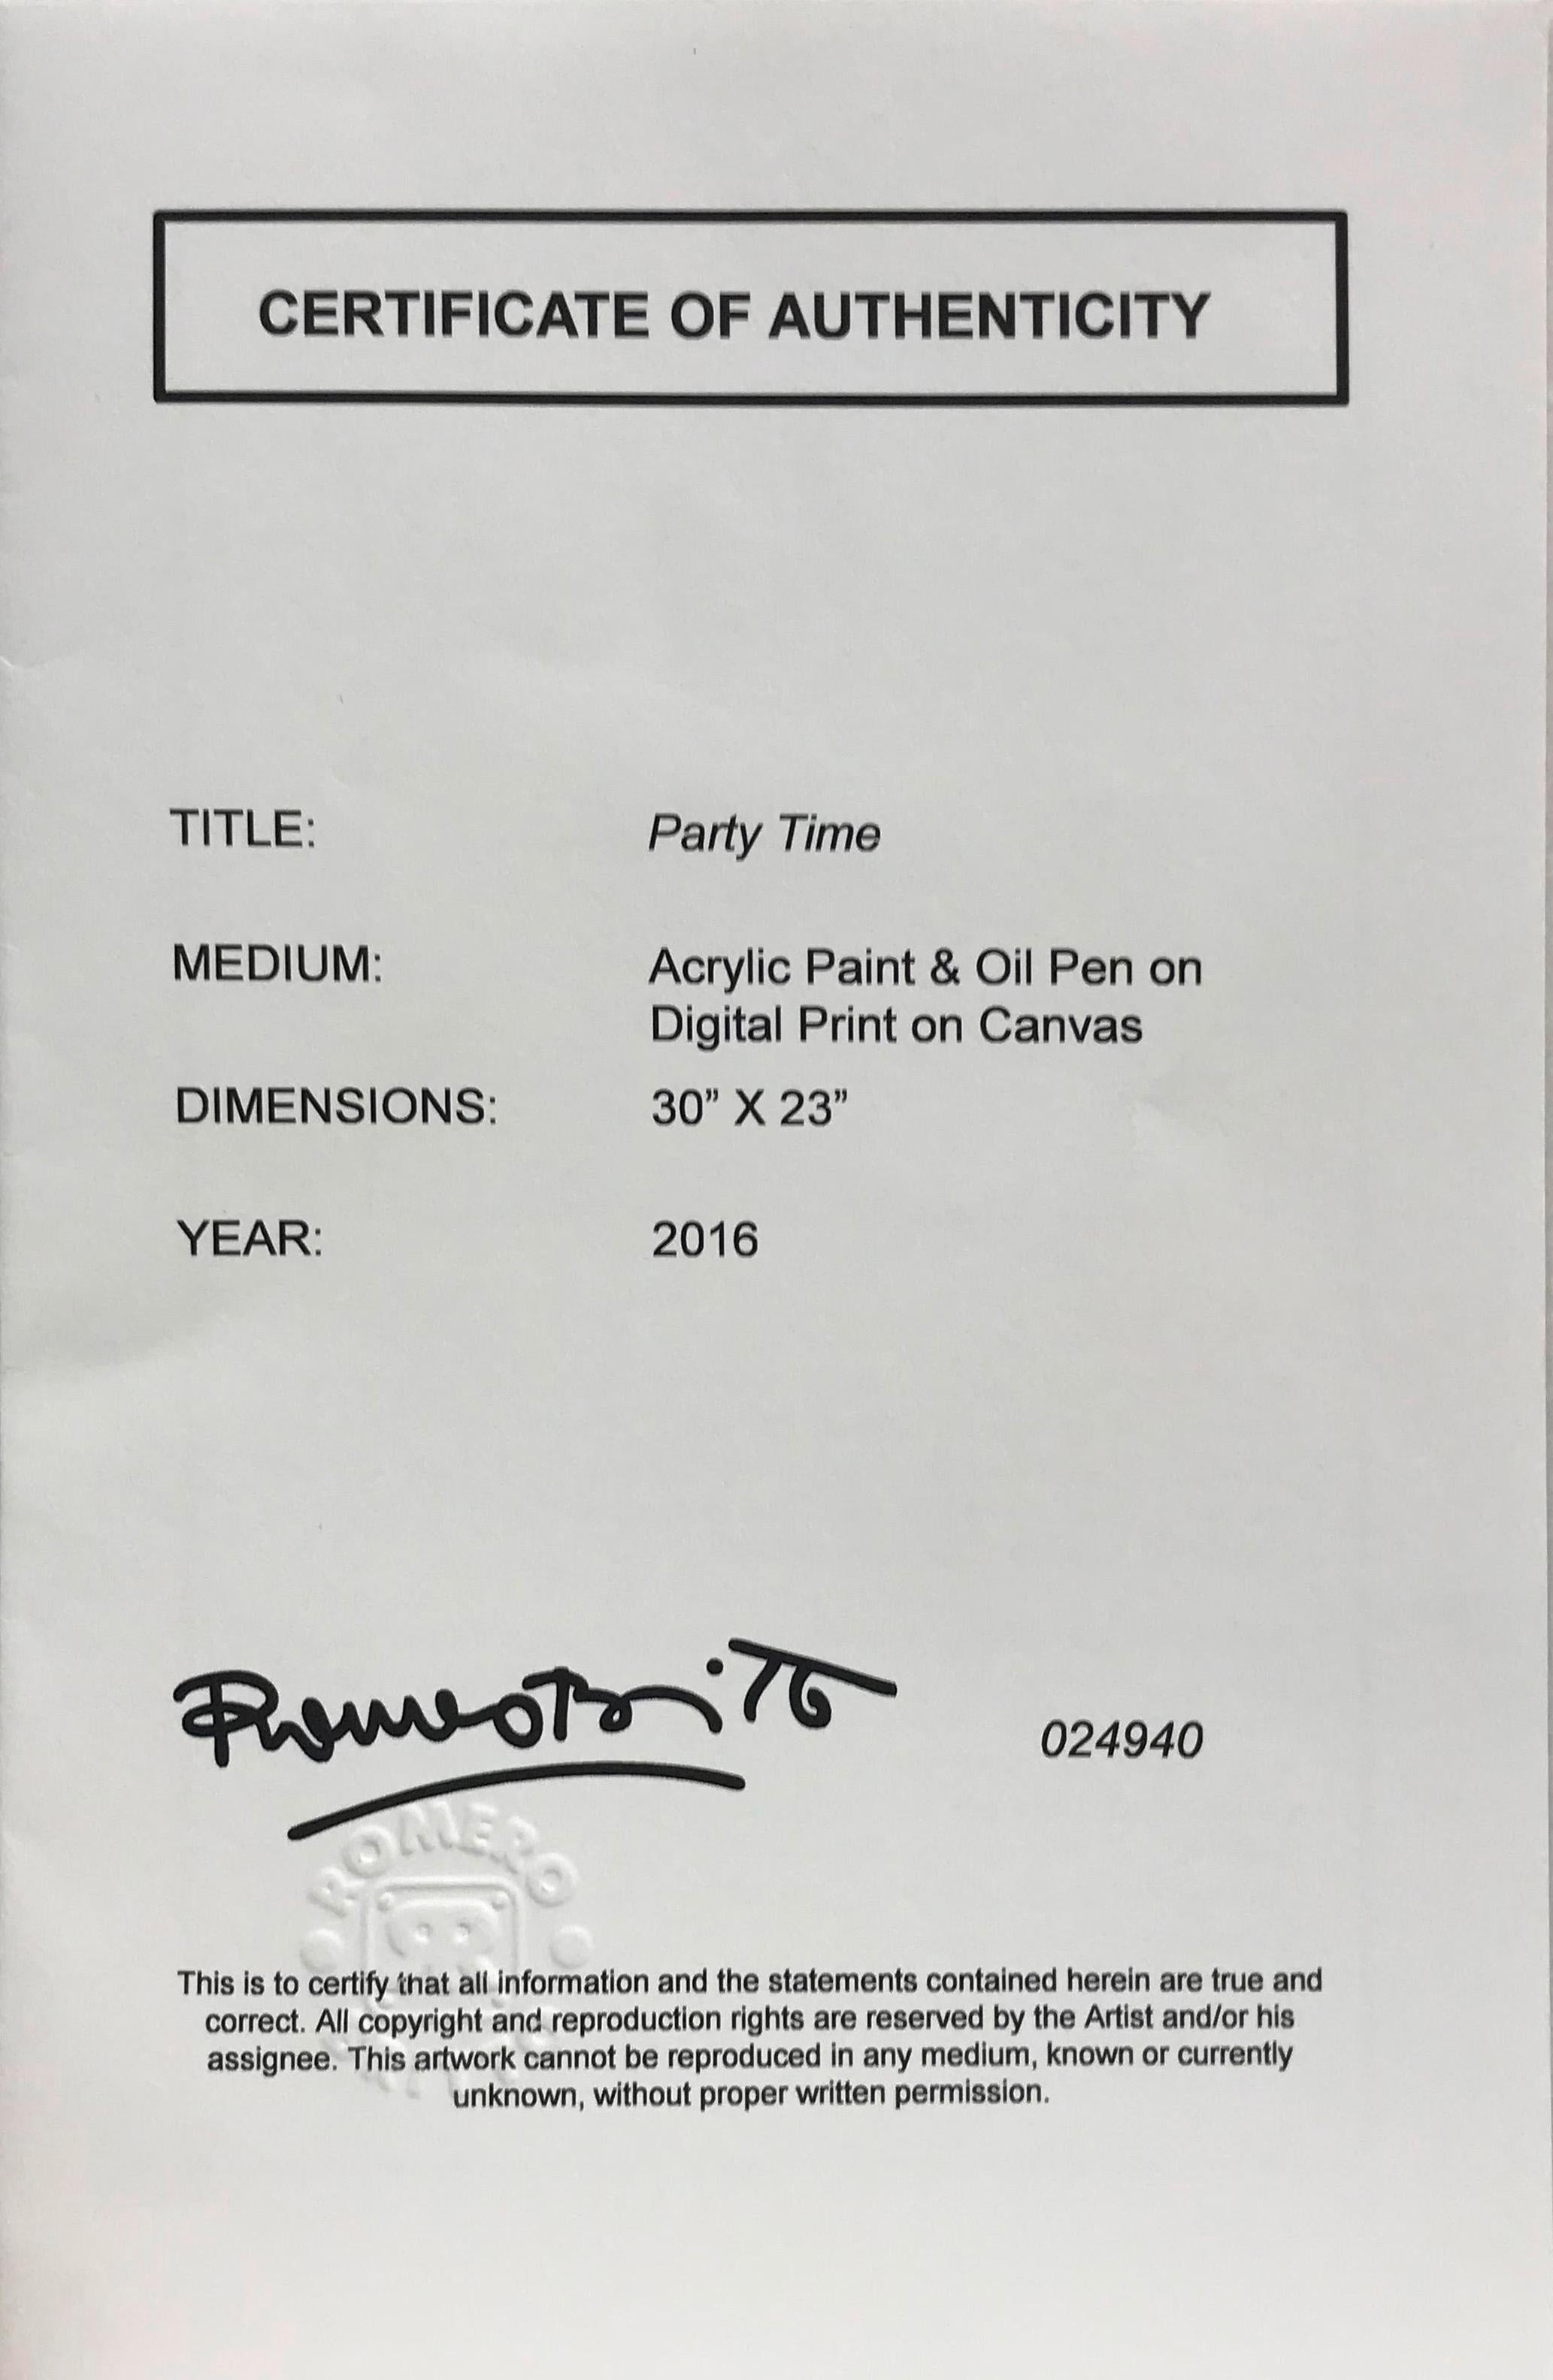 CERTIFICATE OF AUTHENTICITY
TITLE: Party Time
MEDIUM: Acrylic Paint & Oil Pen on
Digital Print on Canvas
DIMENSIONS: 30” X 23”
YEAR: 2016
Romero Britto
024940
ROMERO
This is to certify that all information and the statements contained herein are true and
correct. All copyright and reproduction rights are reserved by the Artist and/or his
assignee. This artwork cannot be reproduced in any medium, known or currently
unknown, without proper written permission.